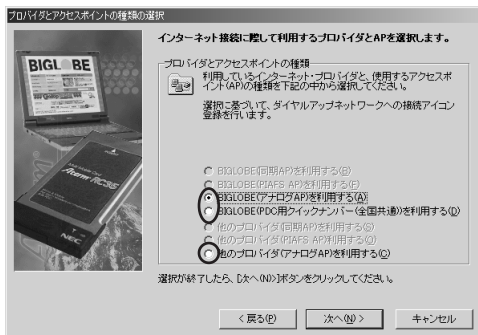 プロバイダとアクセスポイントの種類の選択
インターネット接続に際して利用するプロバイダとAPを選択します。
プロバイダとアクセスポイントの種類
利用しているインターネット・プロバイダと、使用するアクセスポ
イント(AP)の種類を下記の中から選択してください。
選択に基づいて、ダイヤルアップネットワークへの接続アイコン
登録を行います。
BIGLOBE(同期AP)を利用する(B)
BIGLOBE(PIAFS AP)を利用する(F)
BIGLOBE(アナログAP)を利用する(A)
BIGLOBE(PDC用クイックナンバー(全国共通))を利用する(D)
他のプロバイダ(同期AP)を利用する(S)
他のプロバイダ(PIAFS AP)利用する(O)
他のプロバイダ(アナログAP)を利用する(C)
選択が終了したら、[次へ(N)>]ボタンをクリックしてください。
< 戻る(P)
次へ(N) >
キャンセル
BIGLOBE
Aterm RC35
NEC